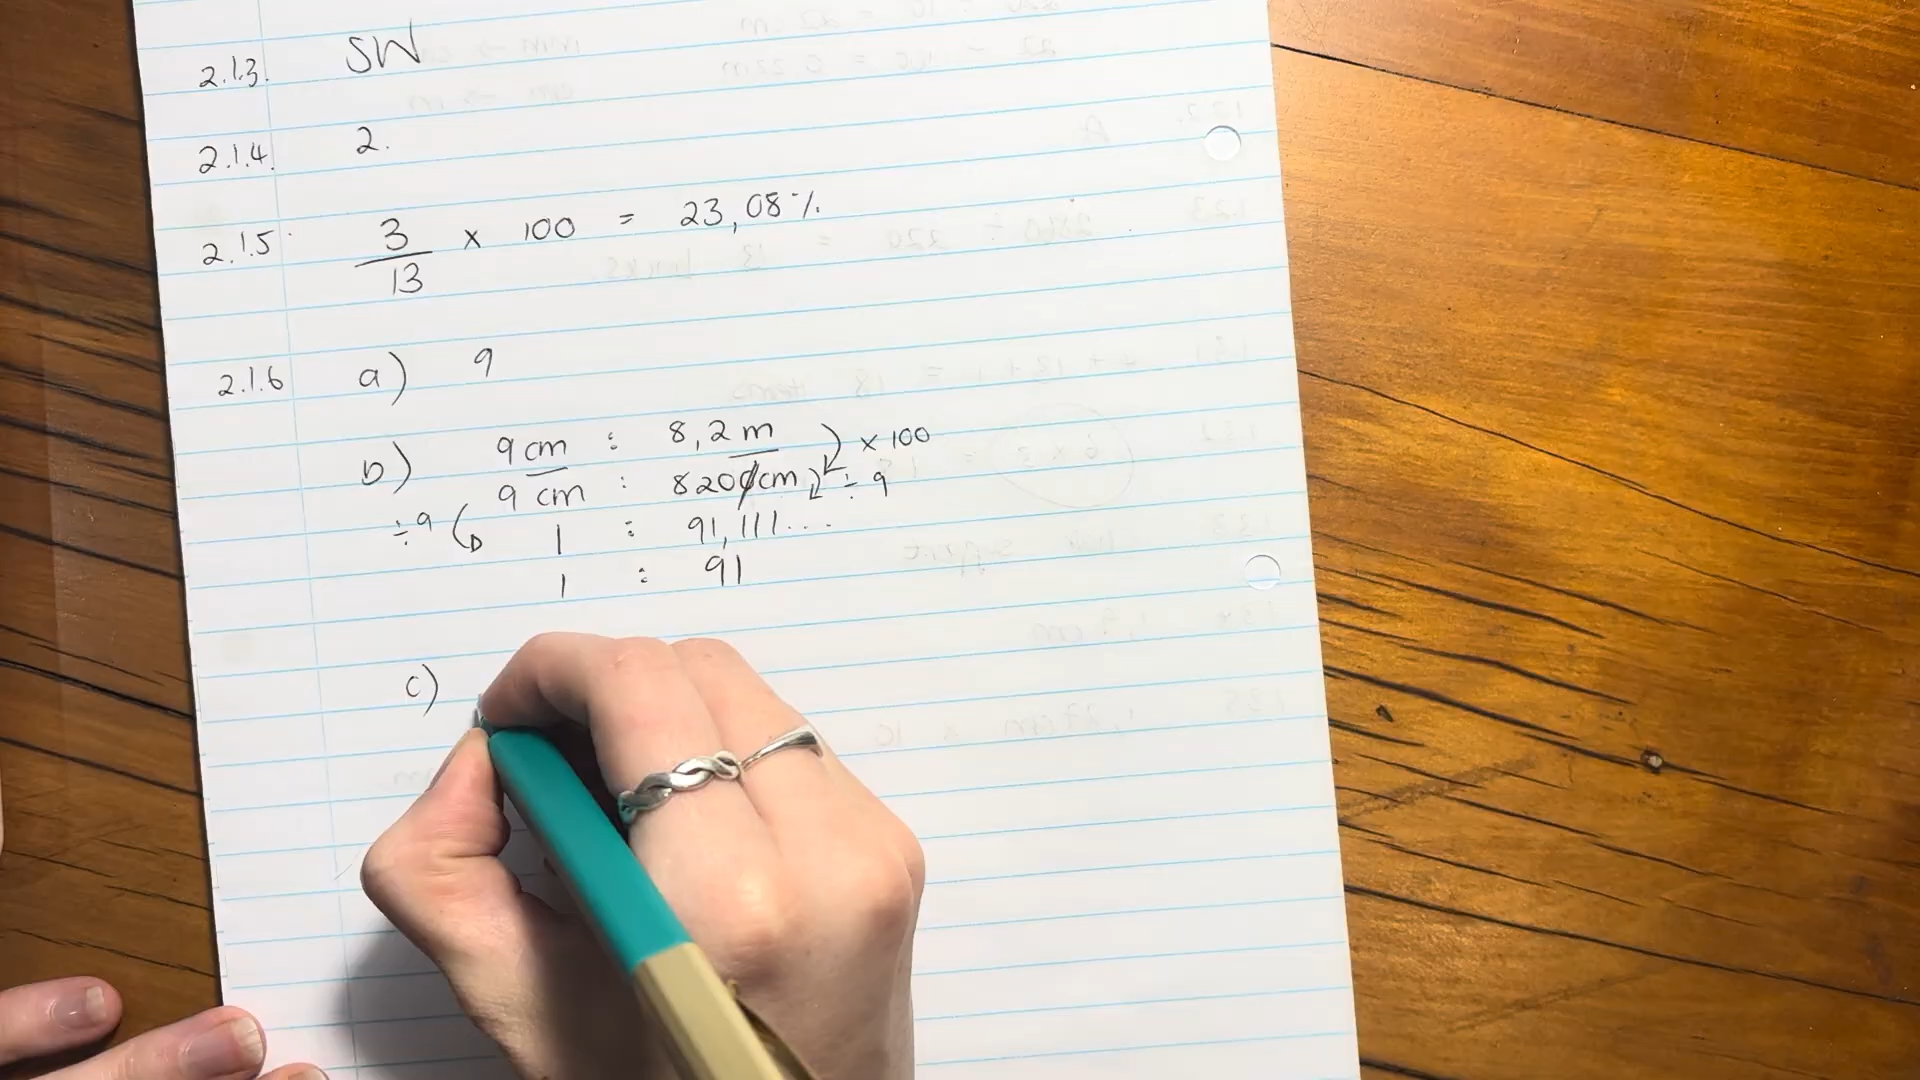 2.1.3. SW
2.1.4. 2.
2.1.5. 3/13 × 100 = 23,08%
2.1.6 a) 9
b) 9 cm : 8,2 m × 100
9 cm : 820 cm ÷ 9
÷ 9 1 : 91,111...
1 : 91
c)